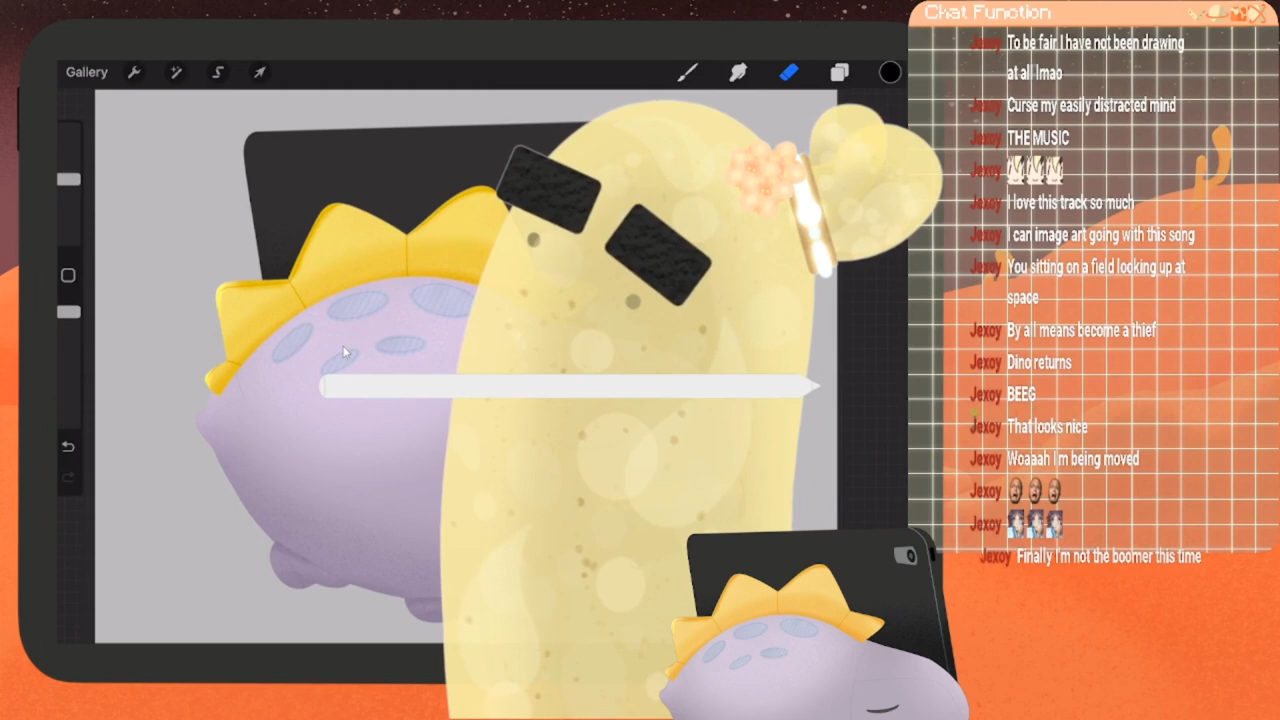 Chat Function
Gallery
Jexoy To be fair I have not been drawing
at all lmao
Jexoy Curse my easily distracted mind
Jexoy THE MUSIC
Jexoy
Jexoy I love this track so much
Jexoy I can image art going with this song
Jexoy You sitting on a field looking up at
space
Jexoy By all means become a thief
Jexoy Dino returns
Jexoy BEEG
Jexoy That looks nice
Jexoy Woaaah I'm being moved
Jexoy
Jexoy
Jexoy Finally I'm not the boomer this time